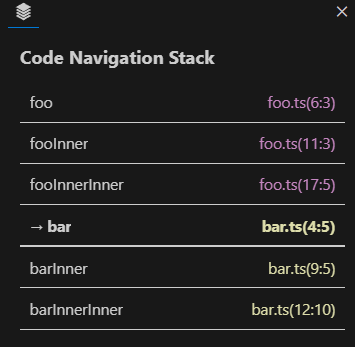 Code Navigation Stack
foo foo.ts(6:3)
fooInner foo.ts(11:3)
fooInnerInner foo.ts(17:5)
→ bar bar.ts(4:5)
barInner bar.ts(9:5)
barInnerInner bar.ts(12:10)